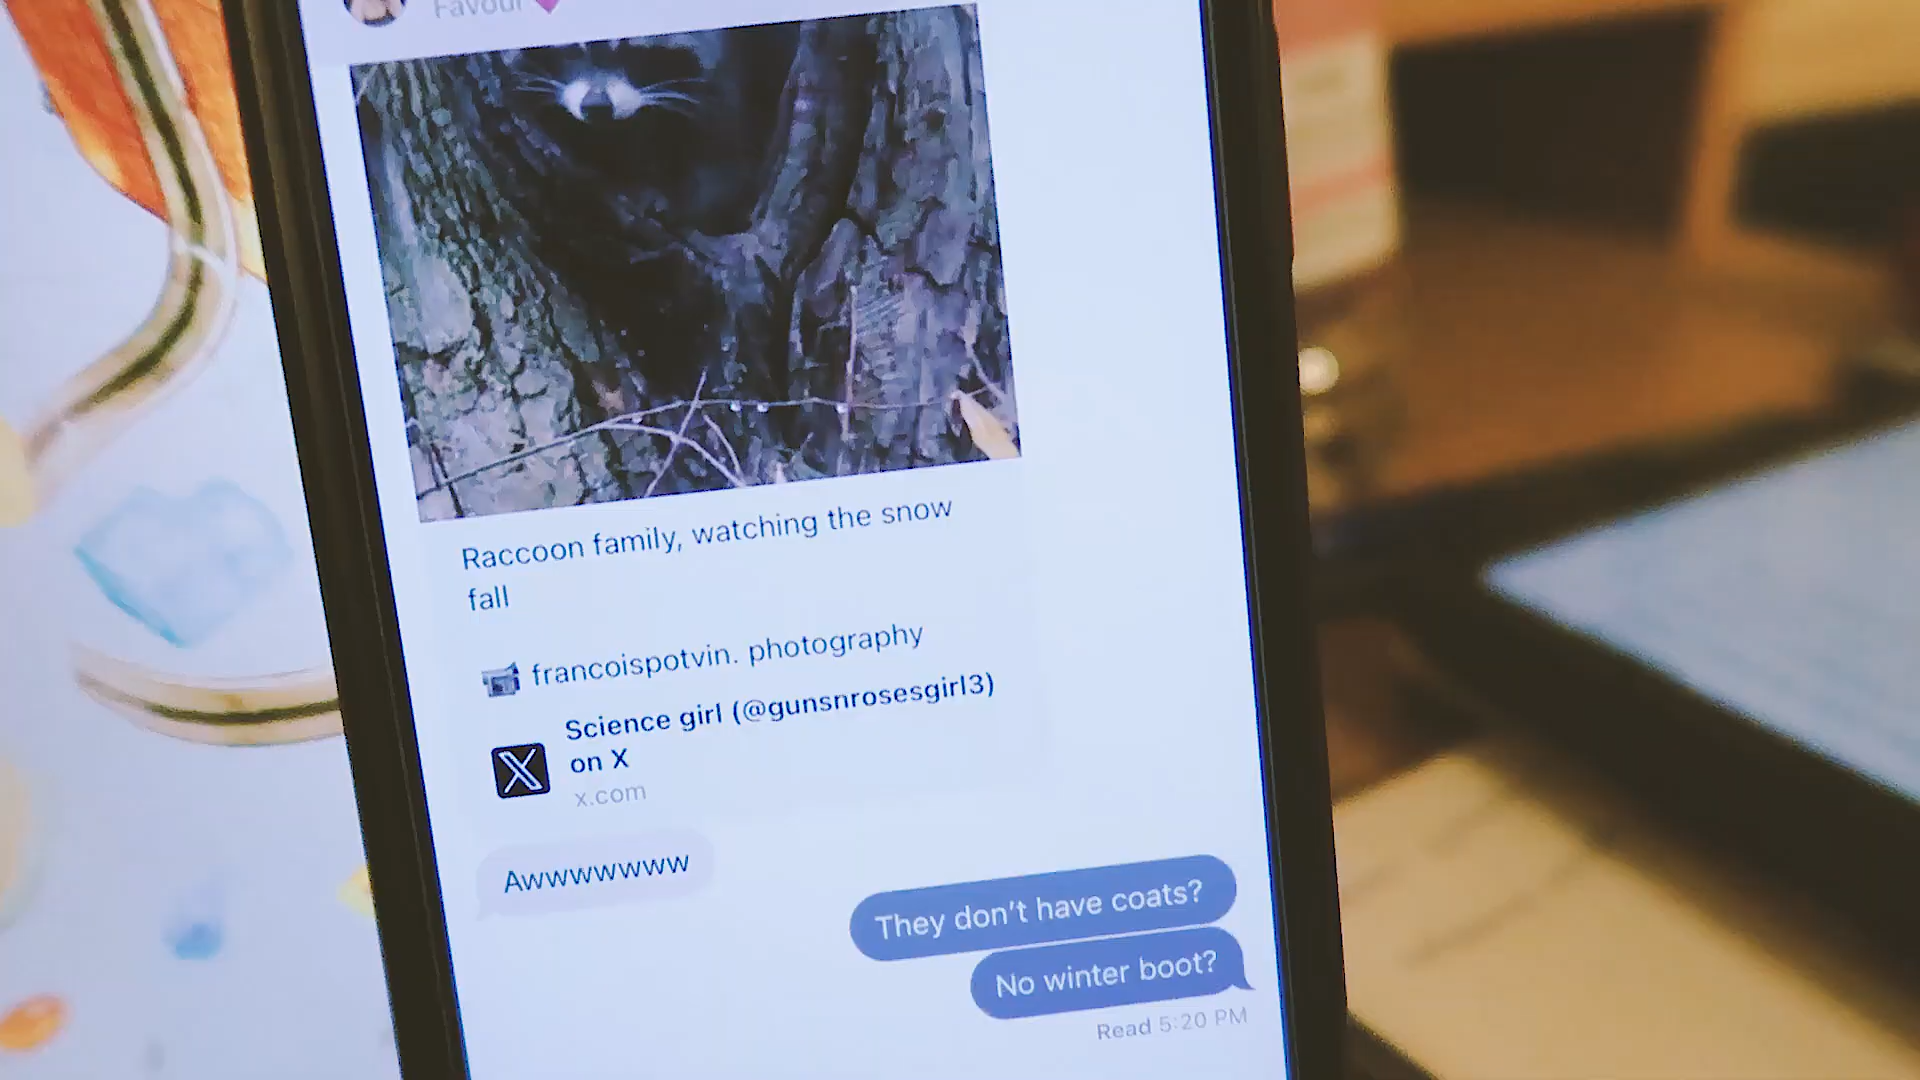 Favour
Raccoon family, watching the snow
fall
francoispotvin. photography
Science girl (@gunsnrosesgirl3)
on X
x.com
Awwwwwww
They don't have coats?
No winter boot?
Read 5:20 PM